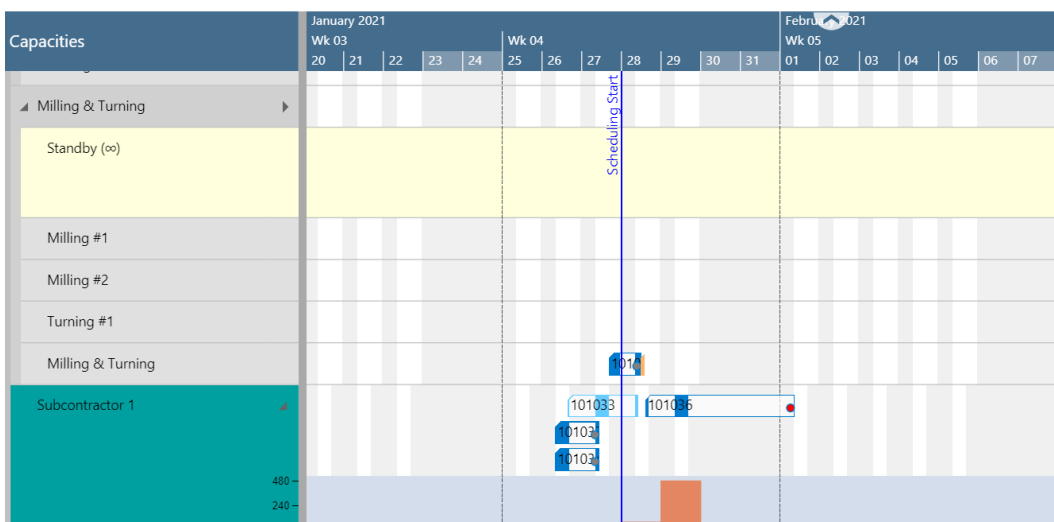 Capacities
January 2021
February 2021
Wk 03
Wk 04
Wk 05
20 21 22 23 24 25 26 27 28 29 30 31 01 02 03 04 05 06 07
Scheduling Start
Milling & Turning
Standby (∞)
Milling #1
Milling #2
Turning #1
Milling & Turning
Subcontractor 1
101033
101036
480
240